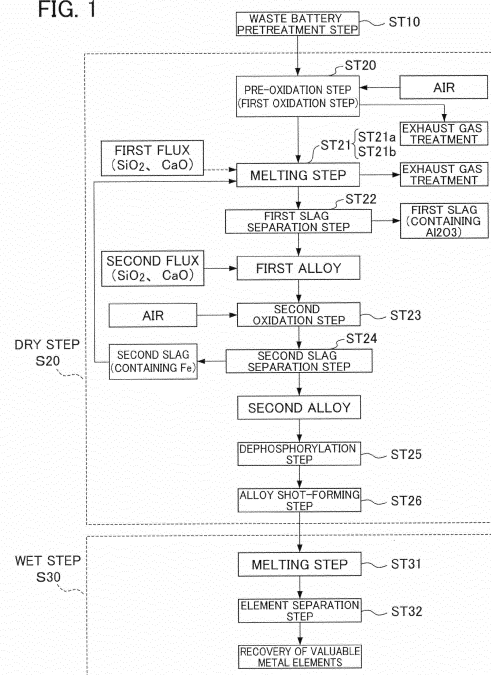 FIG. 1
WASTE BATTERY
PRETREATMENT STEP
ST10
ST20
PRE-OXIDATION STEP
(FIRST OXIDATION STEP)
AIR
EXHAUST GAS
TREATMENT
ST21
ST21a
ST21b
FIRST FLUX
(SiO2、CaO)
MELTING STEP
EXHAUST GAS
TREATMENT
ST22
FIRST SLAG
SEPARATION STEP
FIRST SLAG
(CONTAINING
Al2O3)
SECOND FLUX
(SiO2、CaO)
FIRST ALLOY
AIR
SECOND
OXIDATION STEP
ST23
ST24
SECOND SLAG
(CONTAINING Fe)
SECOND SLAG
SEPARATION STEP
DRY STEP
S20
SECOND ALLOY
DEPHOSPHORYLATION
STEP
ST25
ALLOY SHOT-FORMING
STEP
ST26
WET STEP
S30
MELTING STEP
ST31
ELEMENT SEPARATION
STEP
ST32
RECOVERY OF VALUABLE
METAL ELEMENTS